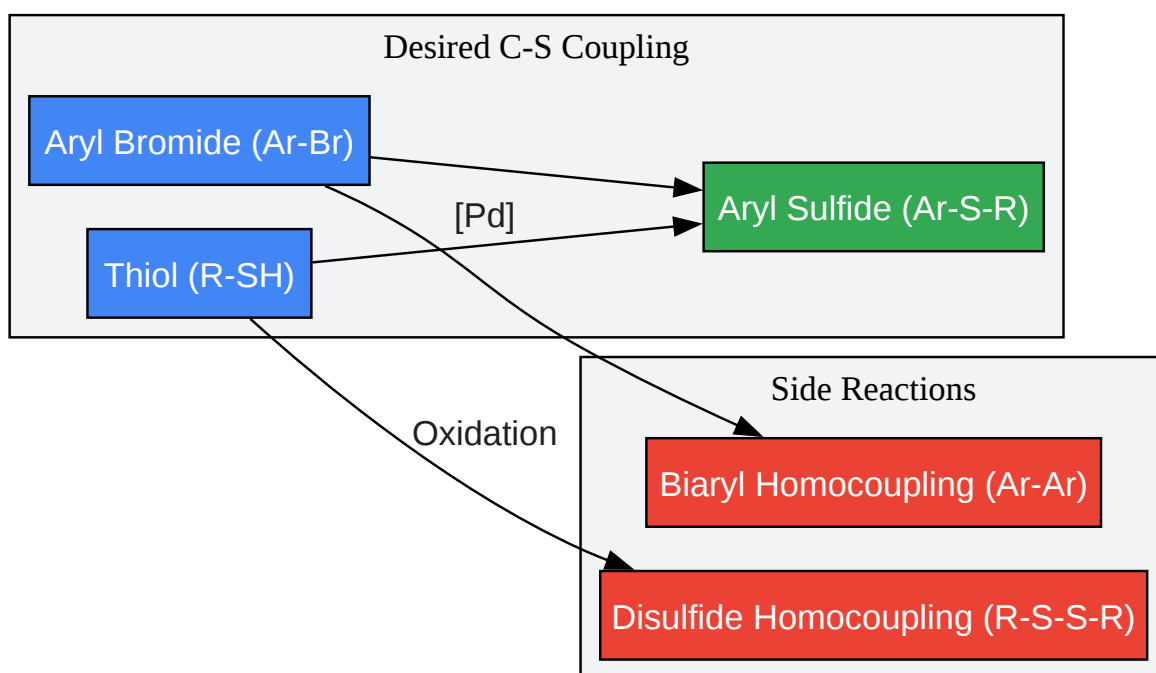 Desired C-S Coupling
Aryl Bromide (Ar-Br)
Aryl Sulfide (Ar-S-R)
[Pd]
Thiol (R-SH)
Side Reactions
Oxidation
Biaryl Homocoupling (Ar-Ar)
Disulfide Homocoupling (R-S-S-R)